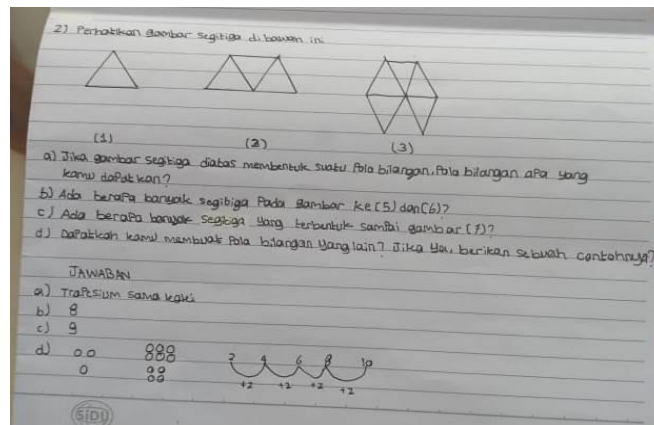 2) Perhatikan gambar segitiga di bawah ini
(1) (2) (3)
a) Jika gambar segitiga diatas membentuk suatu Pola bilangan, Pola bilangan apa yang
kamu dapatkan?
b) Ada berapa banyak segitiga Pada gambar ke (5) dan (6)?
c) Ada berapa banyak segitiga yang terbentuk sampai gambar (7)?
d) Dapatkah kamu membuat Pola bilangan yang lain? Jika ya, berikan sebuah contohnya?
JAWABAN
a) Trapesium sama kaki
b) 8
c) 9
d)
2 4 6 8 10
+2 +2 +2 +2
SIDU